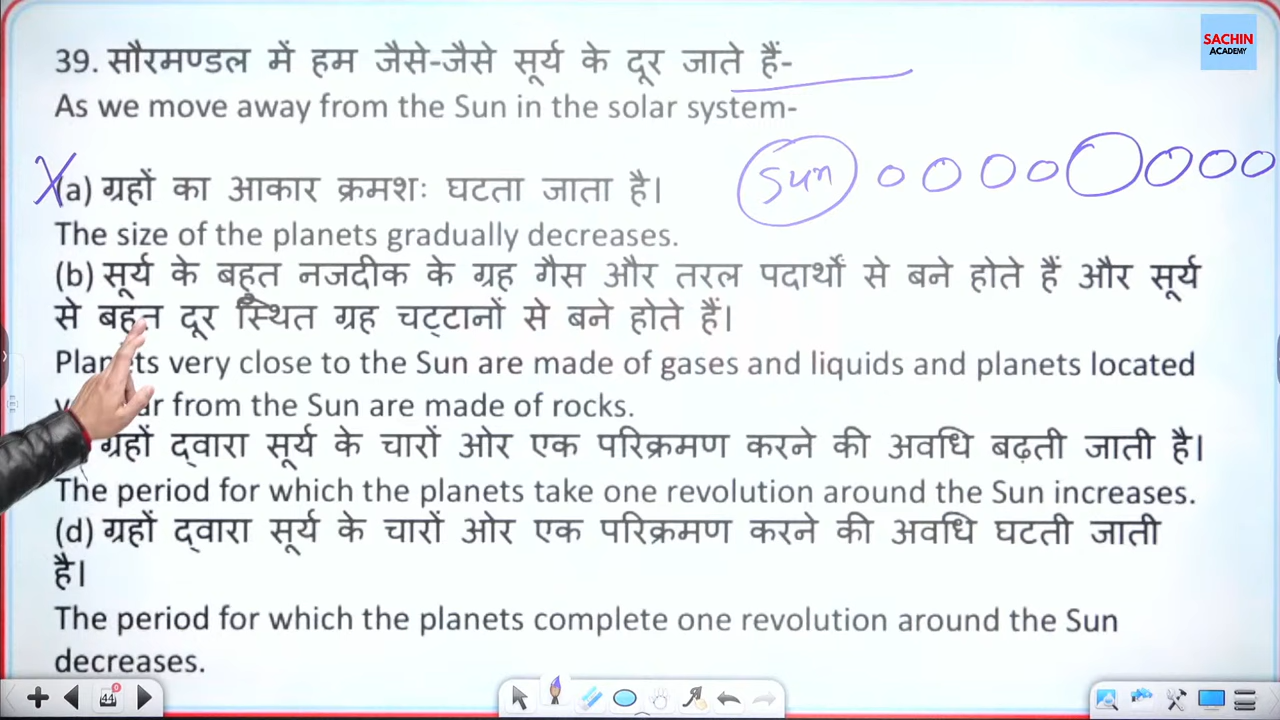 SACHIN
ACADEMY
39. सौरमण्डल में हम जैसे-जैसे सूर्य के दूर जाते हैं-
As we move away from the Sun in the solar system-
Sun
(a) ग्रहों का आकार क्रमशः घटता जाता है।
The size of the planets gradually decreases.
(b) सूर्य के बहुत नजदीक के ग्रह गैस और तरल पदार्थों से बने होते हैं और सूर्य
से बहुत दूर स्थित ग्रह चट्टानों से बने होते हैं।
Planets very close to the Sun are made of gases and liquids and planets located
from the Sun are made of rocks.
ग्रहों द्वारा सूर्य के चारों ओर एक परिक्रमण करने की अवधि बढ़ती जाती है।
The period for which the planets take one revolution around the Sun increases.
(d) ग्रहों द्वारा सूर्य के चारों ओर एक परिक्रमण करने की अवधि घटती जाती
है।
The period for which the planets complete one revolution around the Sun
decreases.
44